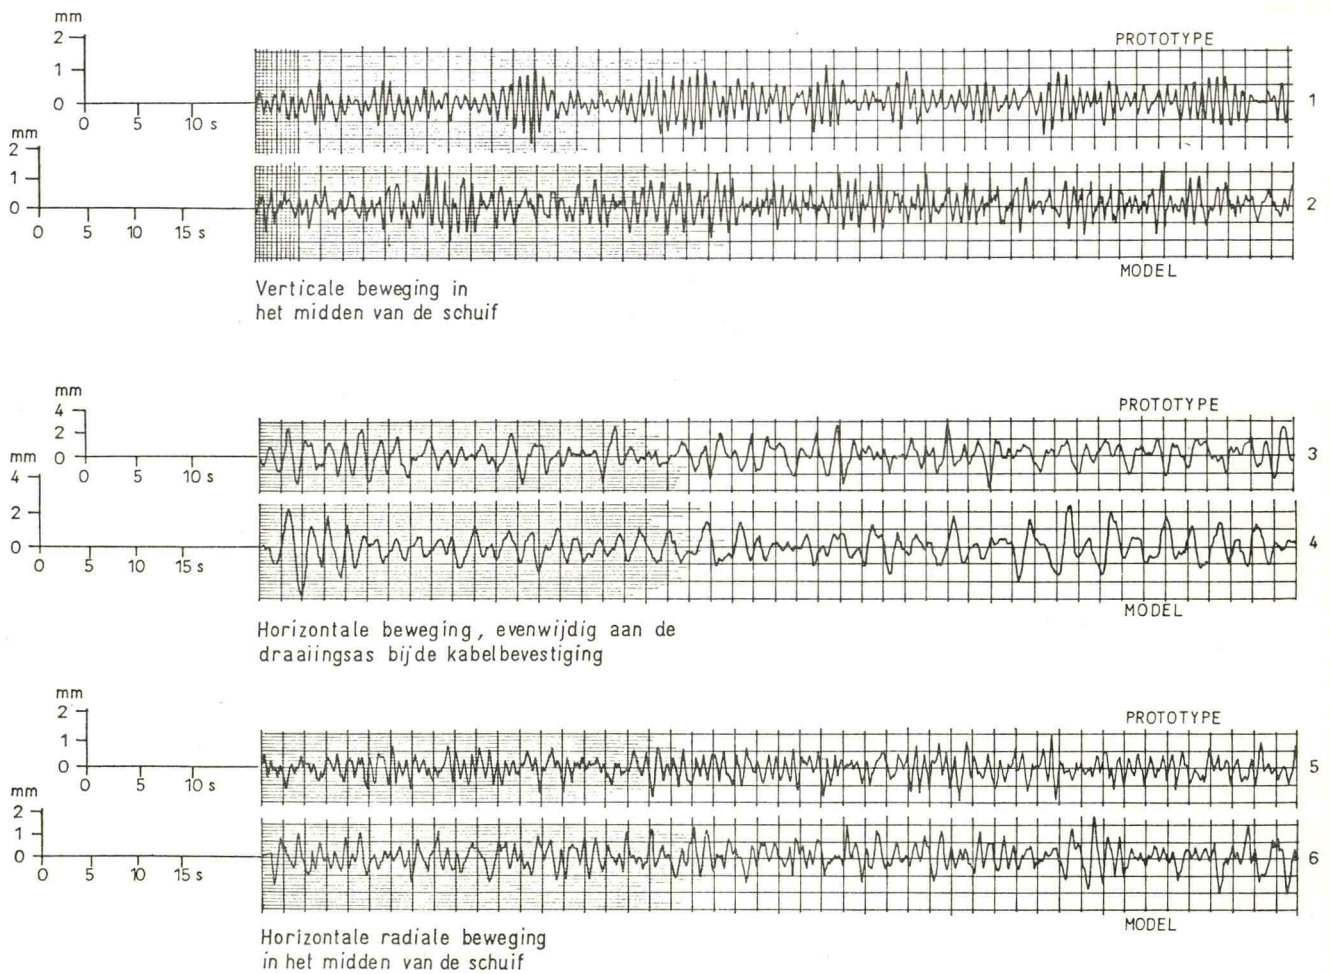 mm
PROTOTYPE
2
1
0
1
0 5 10 s
mm
2
1
0
2
0 5 10 15 s
MODEL
Verticale beweging in
het midden van de schuif
mm
PROTOTYPE
4
2
0
3
0 5 10 s
mm
4
2
0
4
0 5 10 15 s
MODEL
Horizontale beweging, evenwijdig aan de
draaiingsas bij de kabelbevestiging
mm
PROTOTYPE
2
1
0
5
0 5 10 s
mm
2
1
0
6
0 5 10 15 s
MODEL
Horizontale radiale beweging
in het midden van de schuif